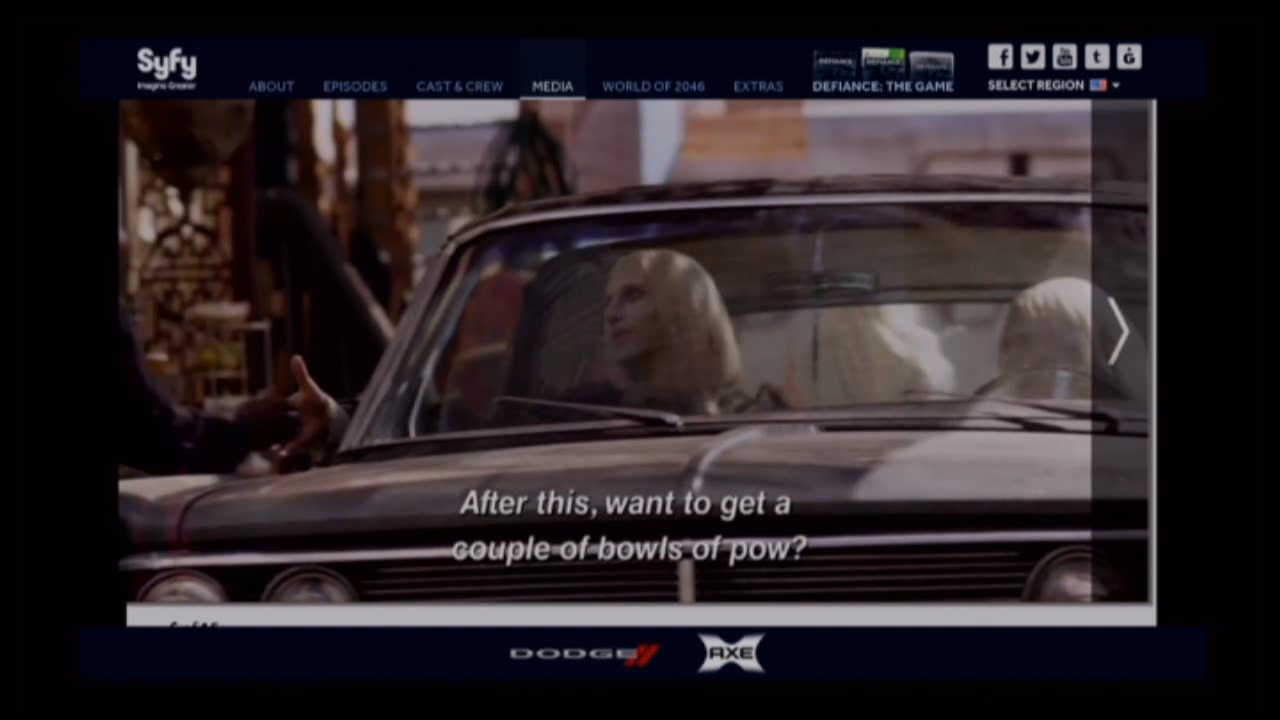 Syfy
Imagine Greater
ABOUT
EPISODES
CAST & CREW
MEDIA
WORLD OF 2046
EXTRAS
DEFIANCE: THE GAME
SELECT REGION
After this, want to get a
couple of bowls of pow?
DODGE
AXE